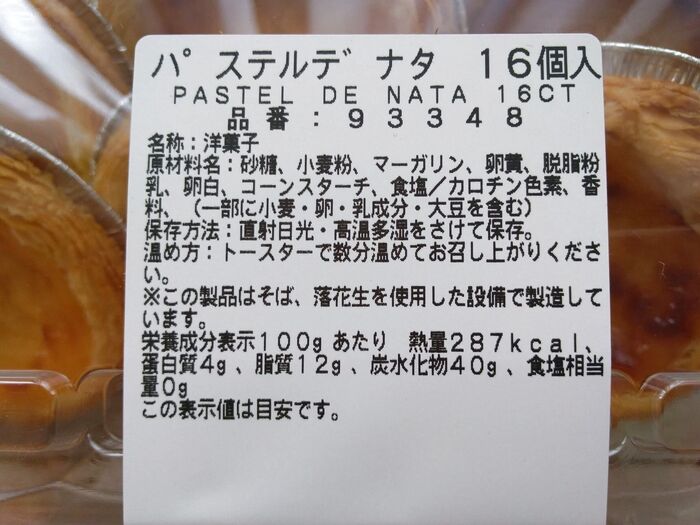 パステルデナタ 16個入
PASTEL DE NATA 16CT
品番:93348
名称:洋菓子
原材料名:砂糖、小麦粉、マーガリン、卵黄、脱脂粉
乳、卵白、コーンスターチ、食塩/カロチン色素、香
料、(一部に小麦・卵・乳成分・大豆を含む)
保存方法:直射日光・高温多湿をさけて保存。
温め方:トースターで数分温めてお召し上がりくださ
い。
※この製品はそば、落花生を使用した設備で製造して
います。
栄養成分表示100gあたり 熱量287kcal、
蛋白質4g、脂質12g、炭水化物40g、食塩相当
量0g
この表示値は目安です。